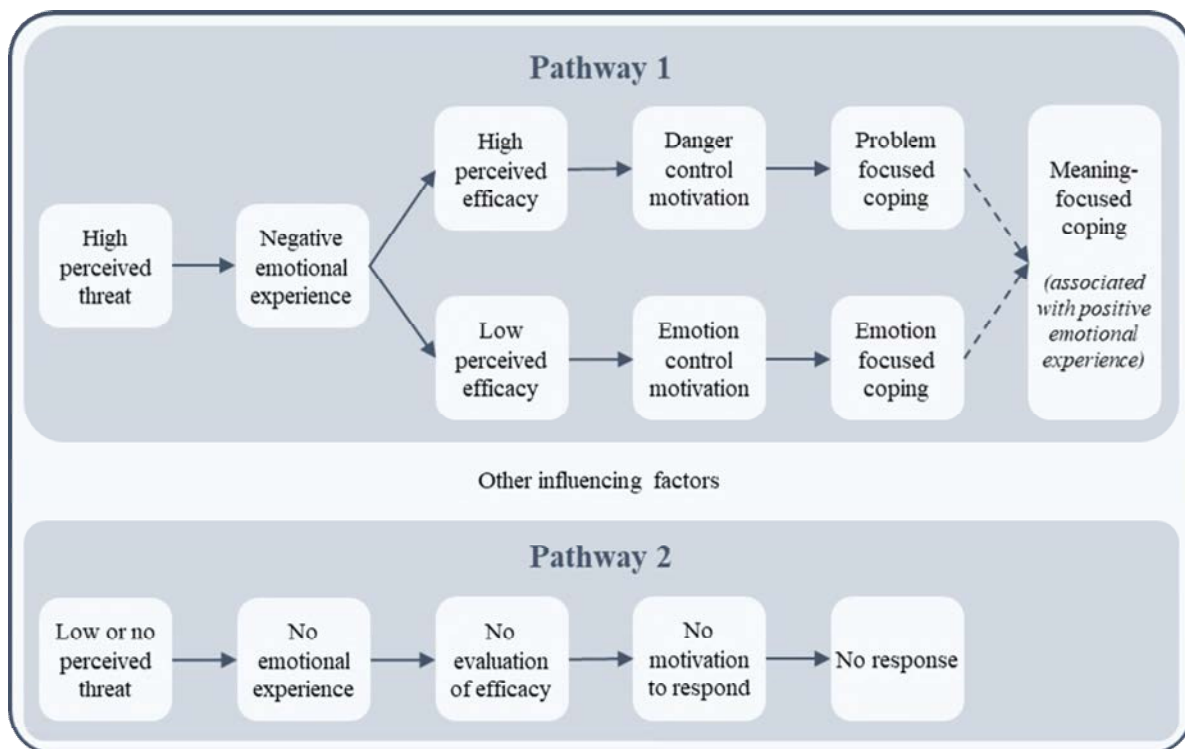 Pathway 1
High
perceived
threat
Negative
emotional
experience
High
perceived
efficacy
Danger
control
motivation
Problem
focused
coping
Low
perceived
efficacy
Emotion
control
motivation
Emotion
focused
coping
Meaning-
focused
coping
(associated
with positive
emotional
experience)
Other influencing factors
Pathway 2
Low or no
perceived
threat
No
emotional
experience
No
evaluation
of efficacy
No
motivation
to respond
No response